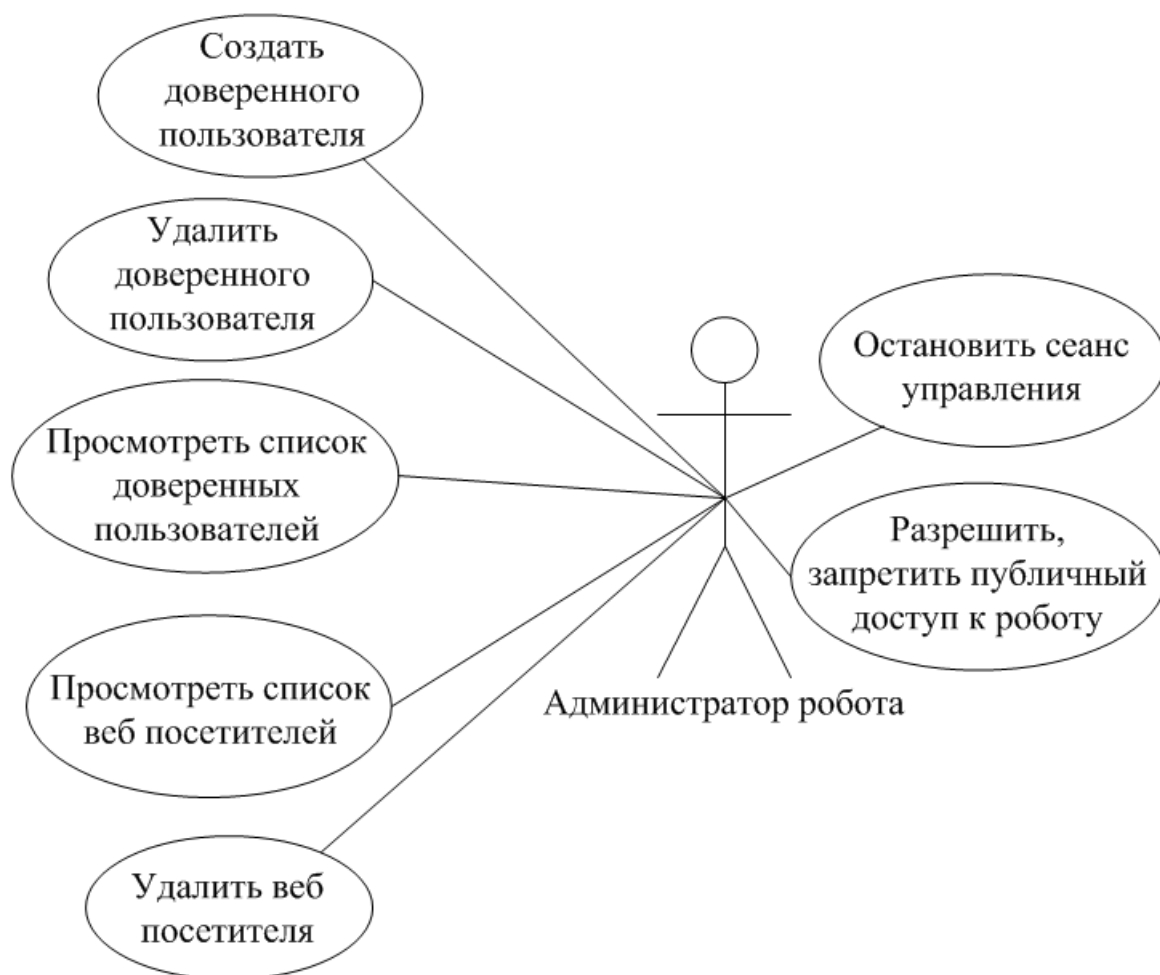 Создать
доверенного
пользователя
Удалить
доверенного
пользователя
Просмотреть список
доверенных
пользователей
Просмотреть список
веб посетителей
Удалить веб
посетителя
Остановить сеанс
управления
Разрешить,
запретить публичный
доступ к роботу
Администратор робота